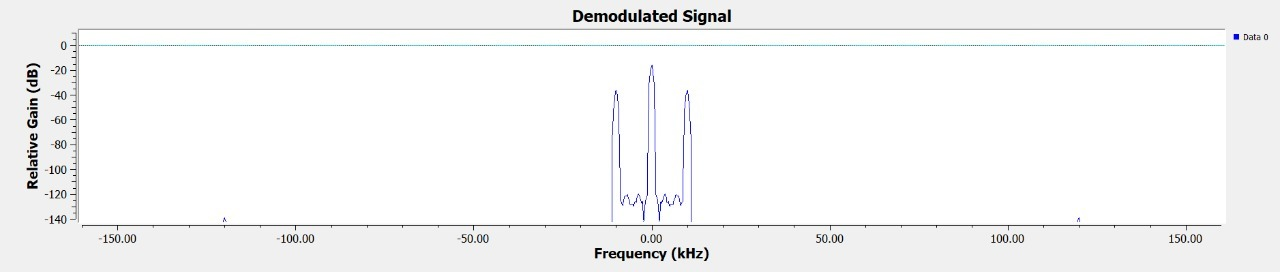 Demodulated Signal
Relative Gain (dB)
0
-20
-40
-60
-80
-100
-120
-140
Data 0
-150.00 -100.00 -50.00 0.00 50.00 100.00 150.00
Frequency (kHz)